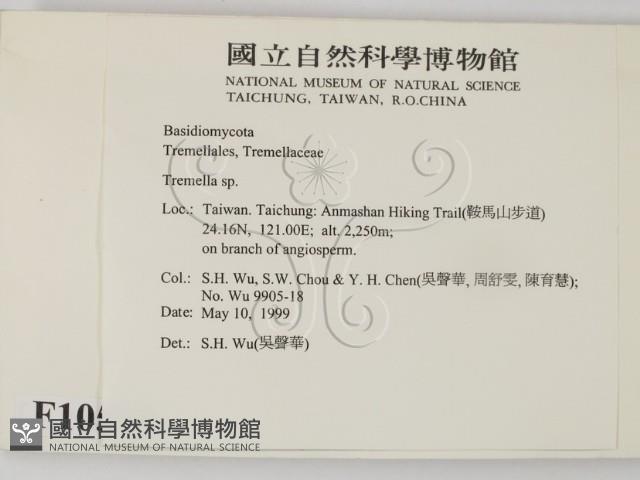 國立自然科學博物館
NATIONAL MUSEUM OF NATURAL SCIENCE
TAICHUNG, TAIWAN, R.O.CHINA
Basidiomycota
Tremellales, Tremellaceae
Tremella sp.
Loc.: Taiwan. Taichung: Anmashan Hiking Trail(鞍馬山步道)
24.16N, 121.00E; alt. 2,250m;
on branch of angiosperm.
Col.: S.H. Wu, S.W. Chou & Y. H. Chen(吳聲華, 周舒雯, 陳育慧);
No. Wu 9905-18
Date: May 10, 1999
Det.: S.H. Wu(吳聲華)
國立自然科學博物館
NATIONAL MUSEUM OF NATURAL SCIENCE